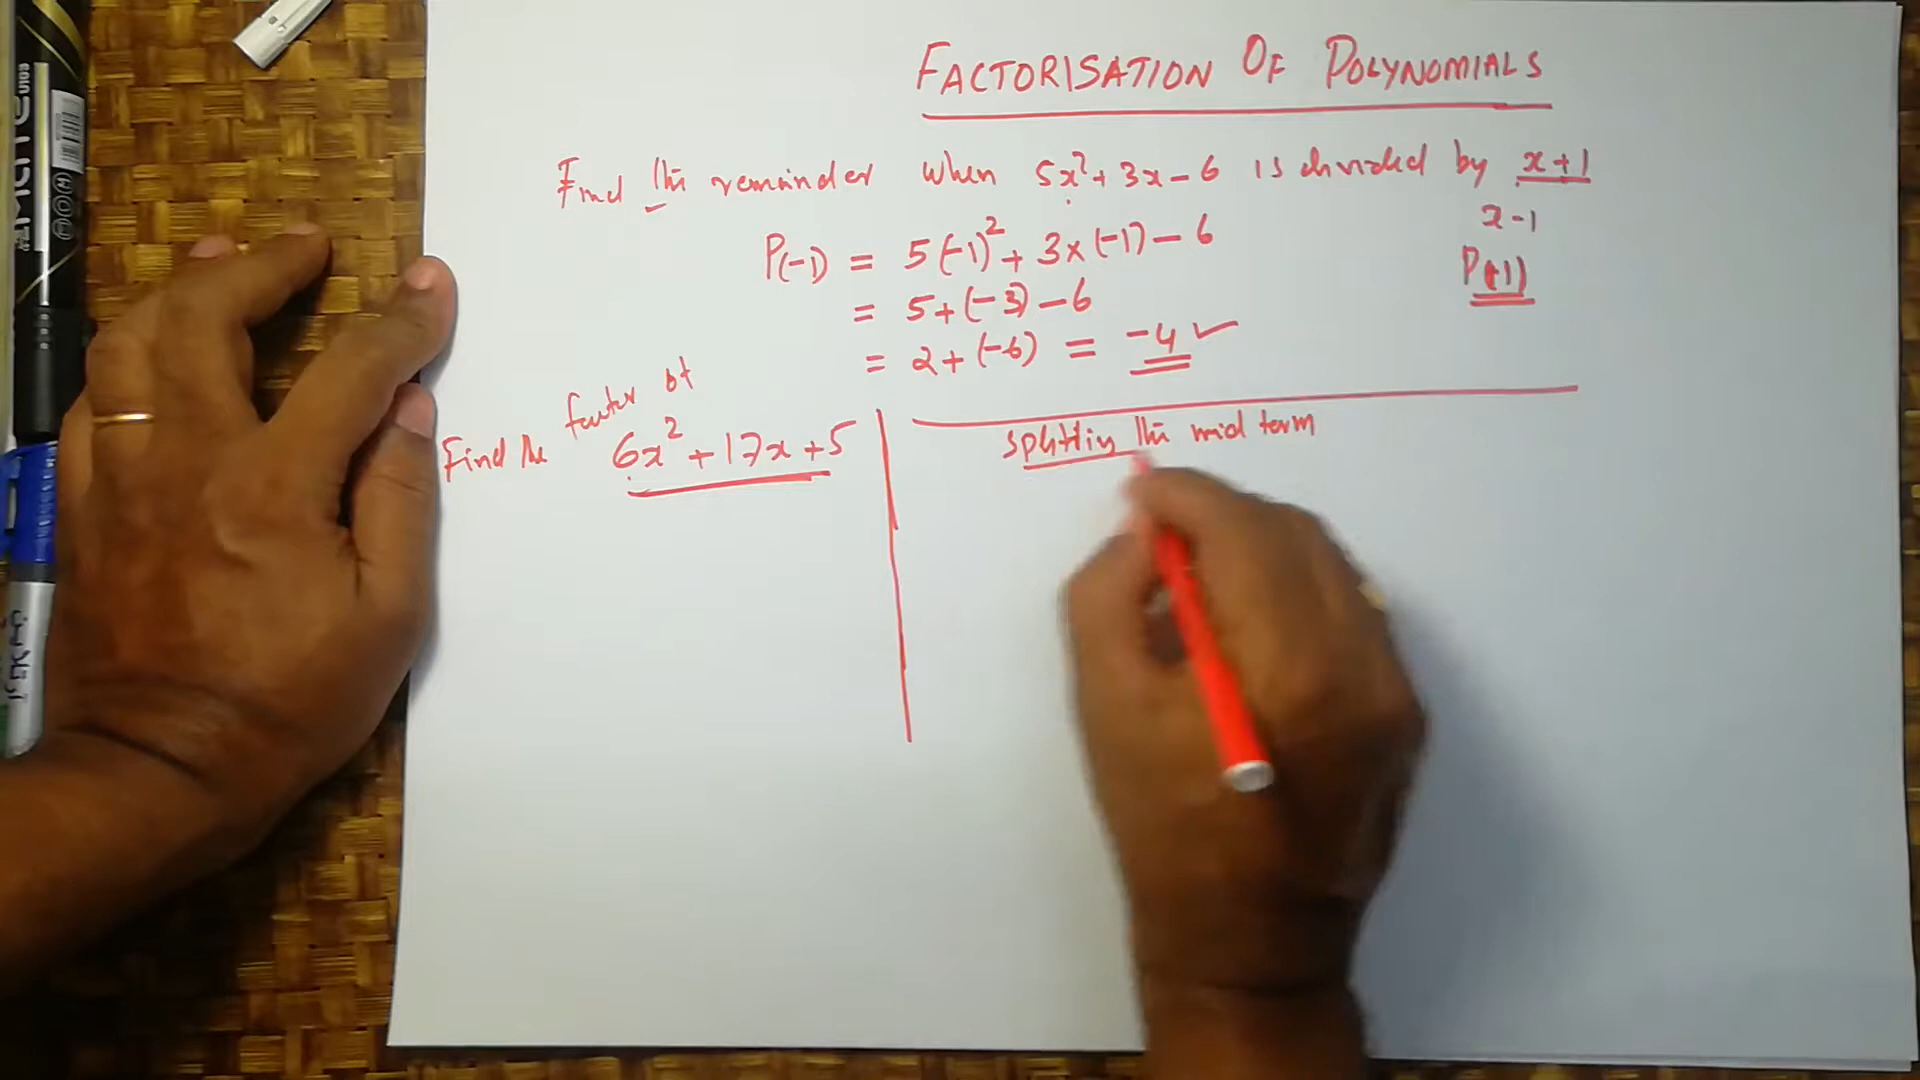 FACTORISATION OF POLYNOMIALS
Find the remainder when 5x²+3x-6 is divided by x+1
x-1
P(-1) = 5(-1)²+3x(-1)-6
P(1)
= 5+(-3)-6
= 2+(-6) = -4 ✓
Find the factor of
6x²+17x+5
Splitting the mid term